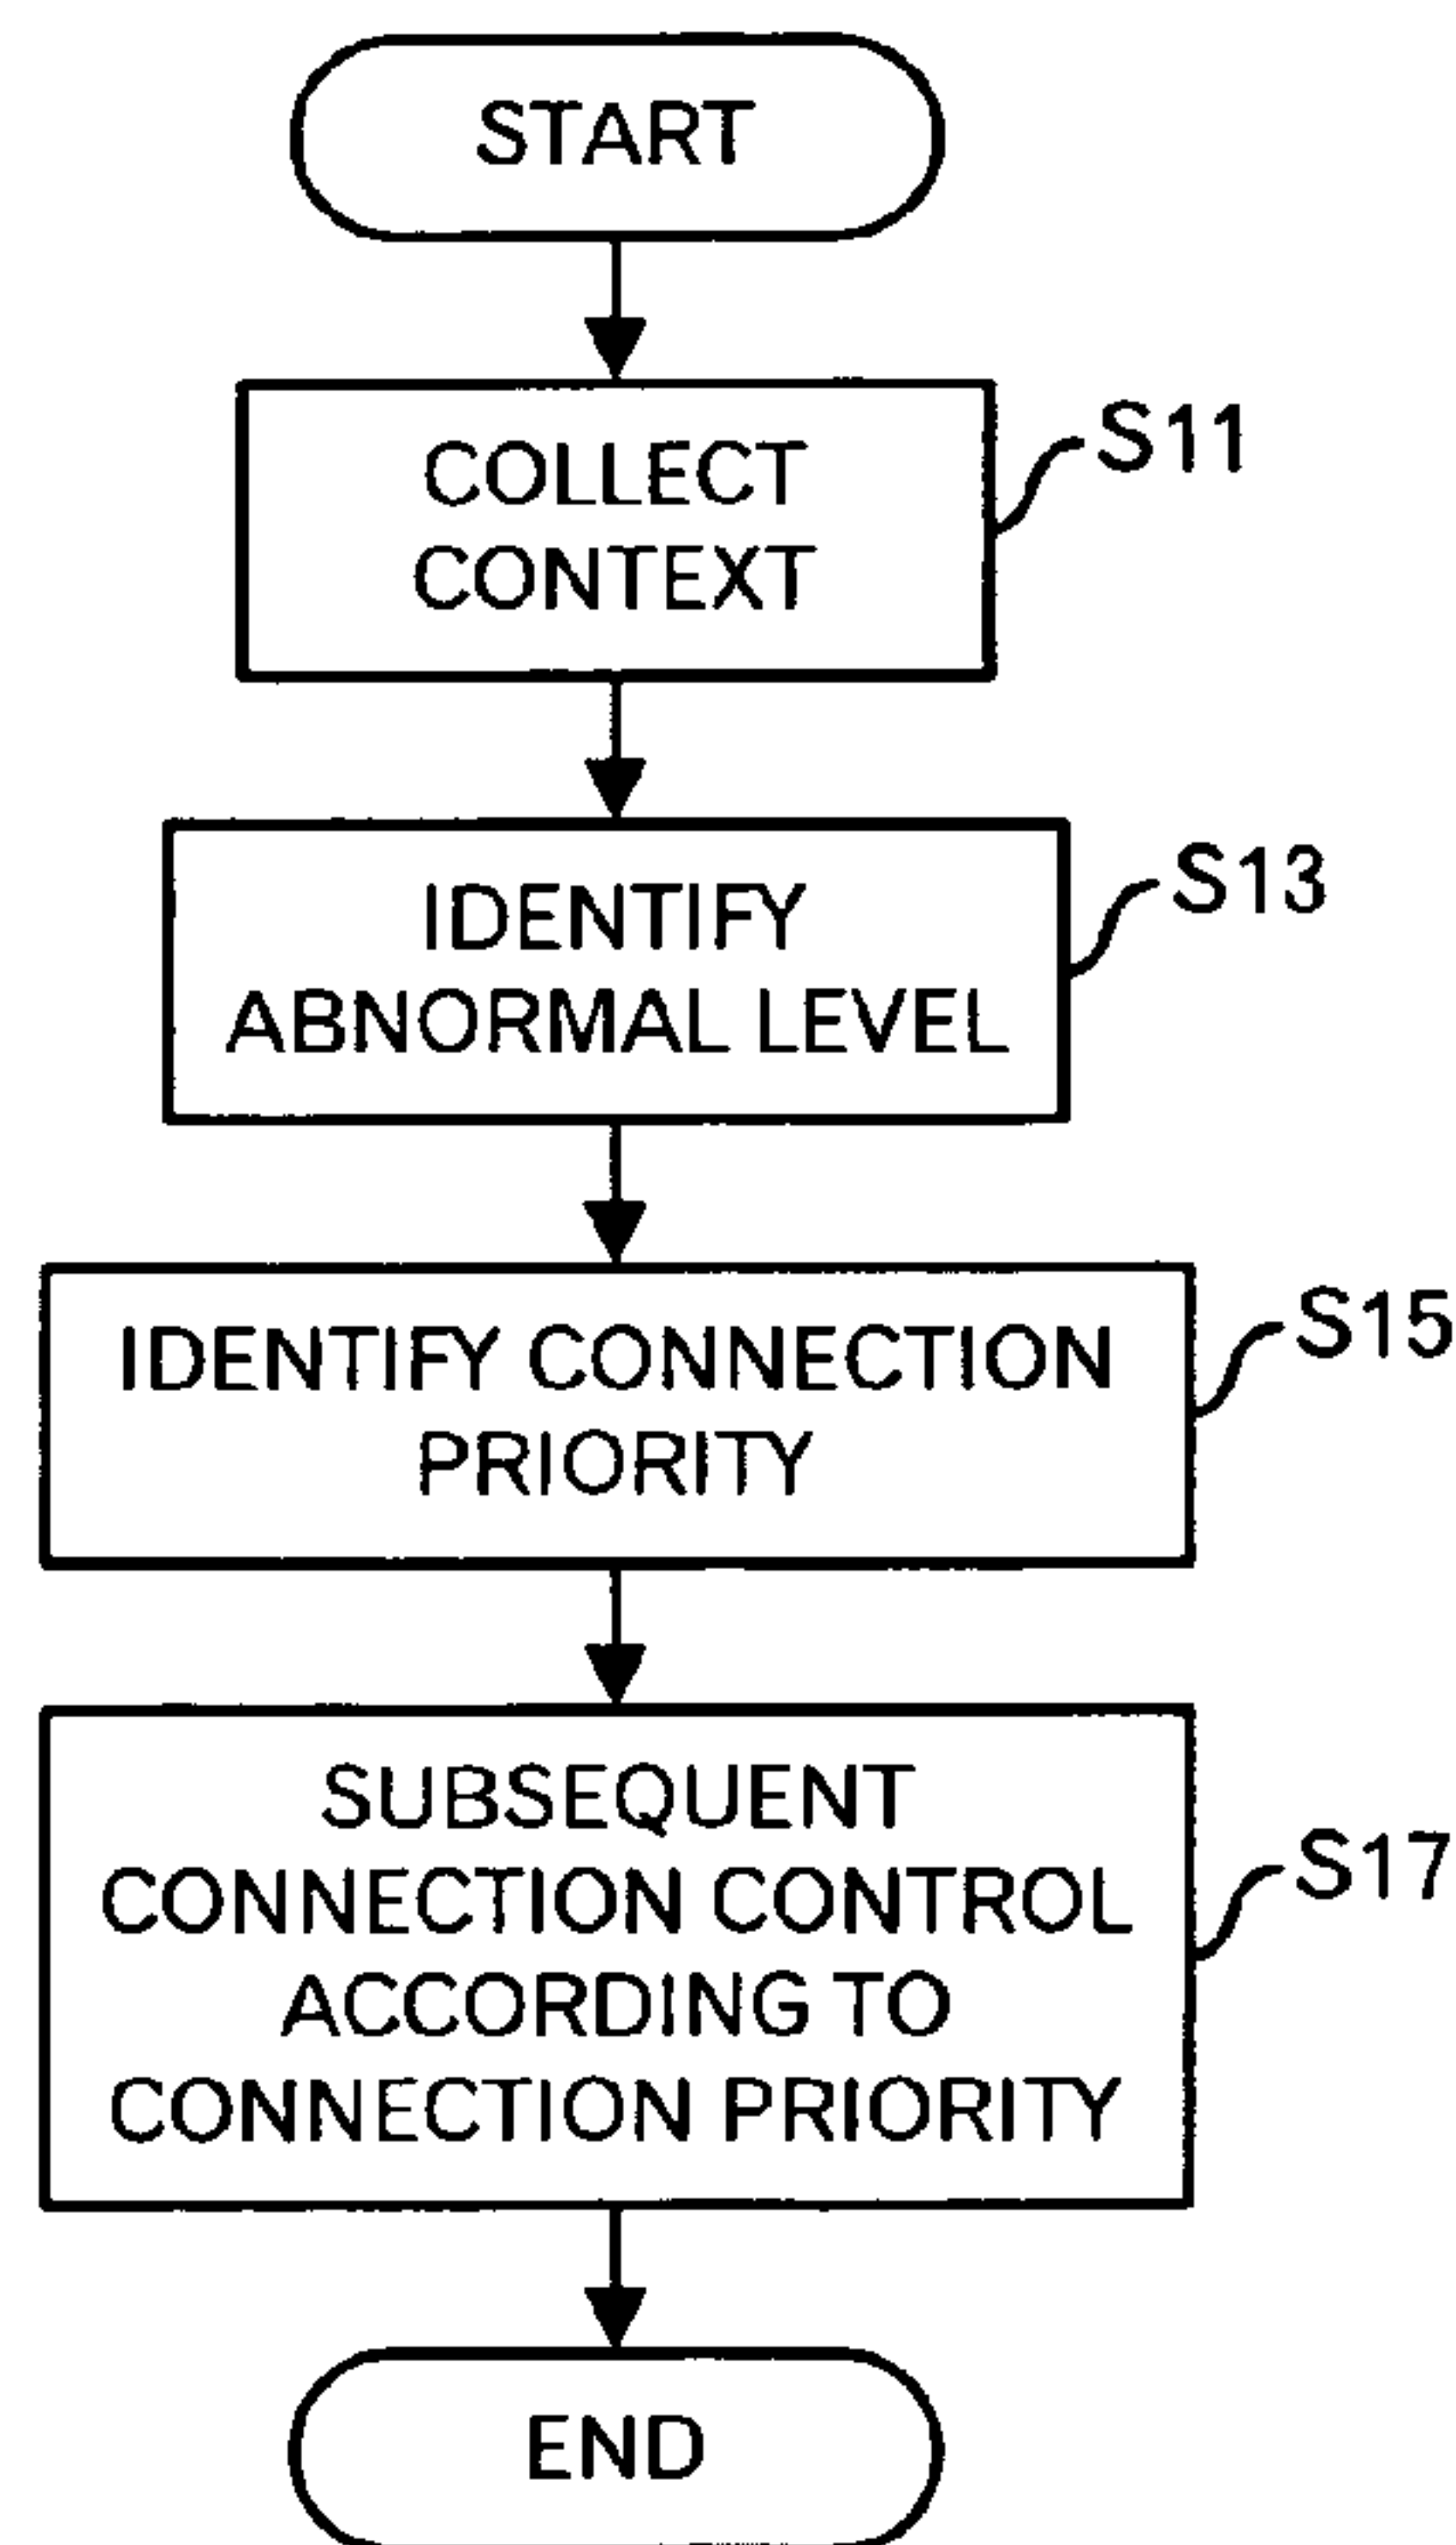 START
COLLECT
CONTEXT
S11
IDENTIFY
ABNORMAL LEVEL
S13
IDENTIFY CONNECTION
PRIORITY
S15
SUBSEQUENT
CONNECTION CONTROL
ACCORDING TO
CONNECTION PRIORITY
S17
END